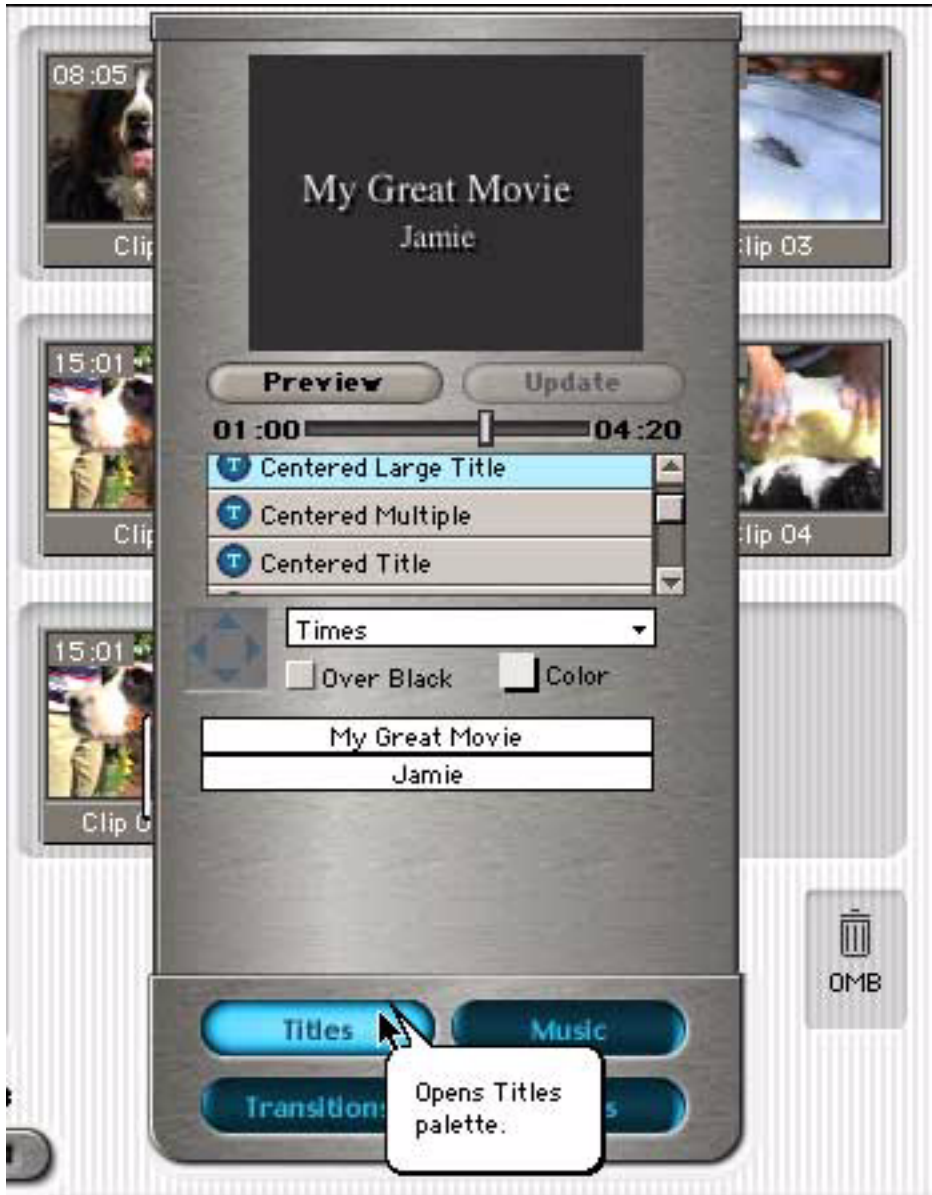 08:05
My Great Movie
Jamie
Clip
Clip 03
15:01
Preview
Update
01:00
04:20
Centered Large Title
Centered Multiple
Centered Title
Clip
Clip 04
Times
15:01
Over Black
Color
My Great Movie
Jamie
Clip 0
0MB
Titles
Music
Transitions
Opens Titles
palette.